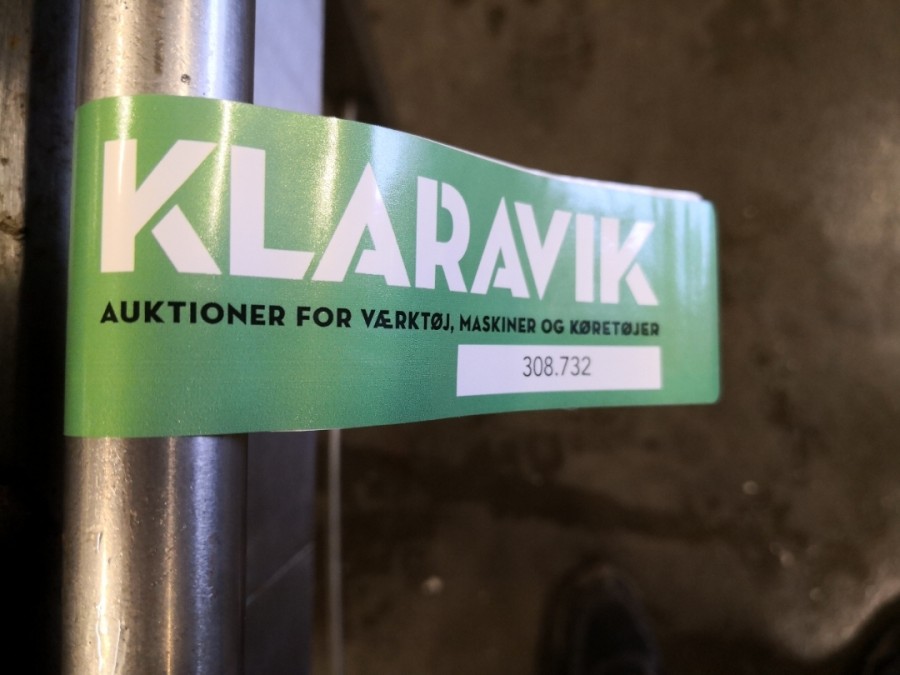 KLARAVIK
AUKTIONER FOR VÆRKTØJ, MASKINER OG KØRETØJER
308.732